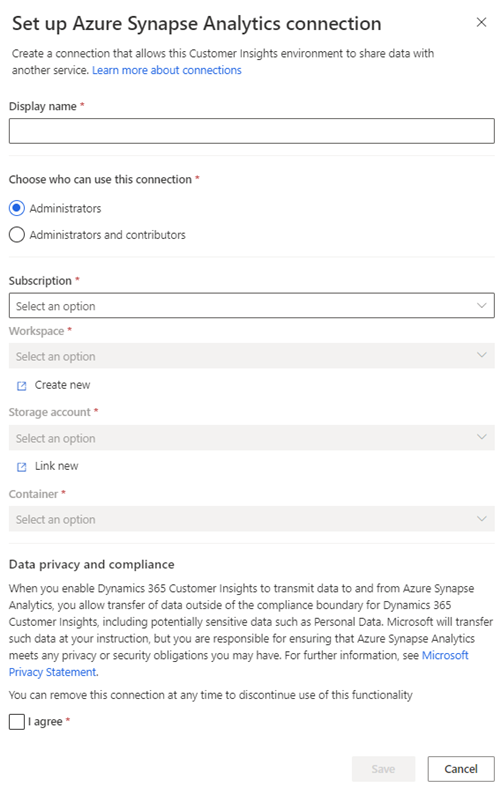 Set up Azure Synapse Analytics connection
Create a connection that allows this Customer Insights environment to share data with
another service. Learn more about connections
Display name *
Choose who can use this connection *
Administrators
Administrators and contributors
Subscription *
Select an option
Workspace *
Select an option
Create new
Storage account *
Select an option
Link new
Container *
Select an option
Data privacy and compliance
When you enable Dynamics 365 Customer Insights to transmit data to and from Azure Synapse
Analytics, you allow transfer of data outside of the compliance boundary for Dynamics 365
Customer Insights, including potentially sensitive data such as Personal Data. Microsoft will transfer
such data at your instruction, but you are responsible for ensuring that Azure Synapse Analytics
meets any privacy or security obligations you may have. For further information, see Microsoft
Privacy Statement.
You can remove this connection at any time to discontinue use of this functionality
I agree *
Save
Cancel